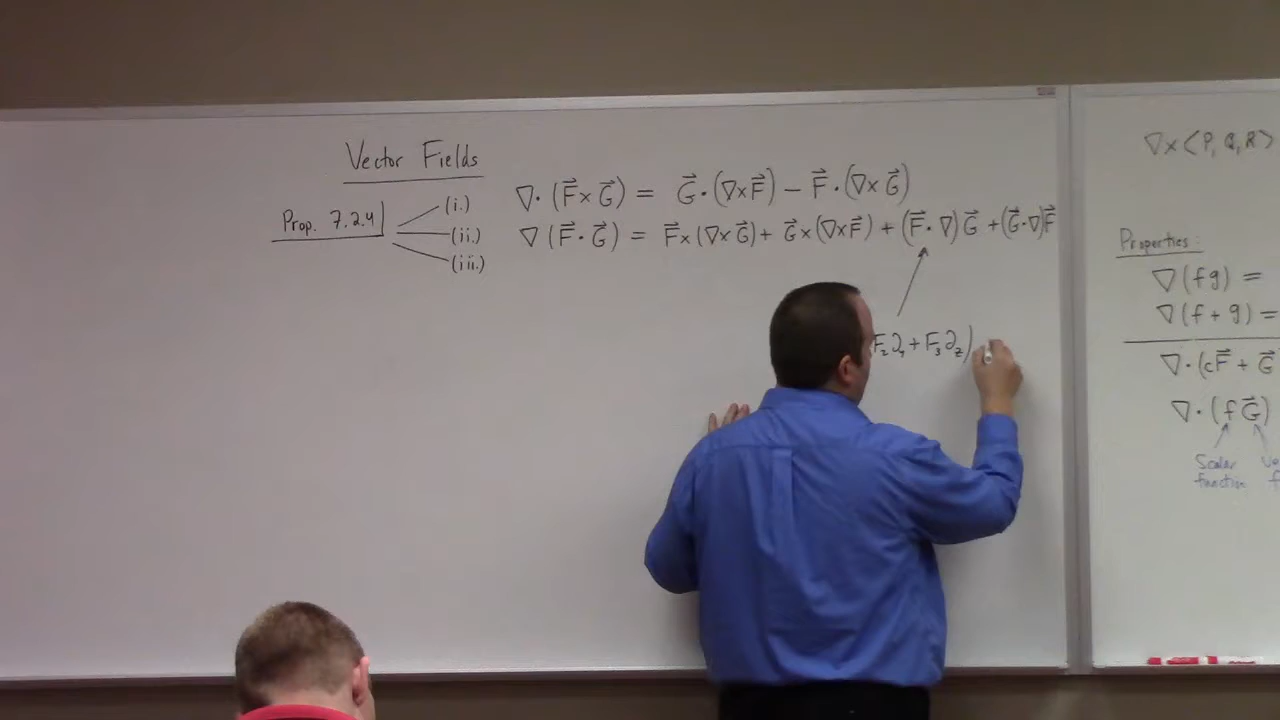 Vector Fields
Prop. 7.2.4
(i.) ∇·(F⃗×G⃗) = G⃗·(∇×F⃗) − F⃗·(∇×G⃗)
(ii.) ∇(F⃗·G⃗) = F⃗×(∇×G⃗) + G⃗×(∇×F⃗) + (F⃗·∇)G⃗ + (G⃗·∇)F⃗
(iii.)
F₂∂y + F₃∂z)
∇×⟨P, Q, R⟩
Properties:
∇(fg) =
∇(f + g) =
∇·(cF⃗ + G⃗
∇·(fG⃗)
Scalar
function